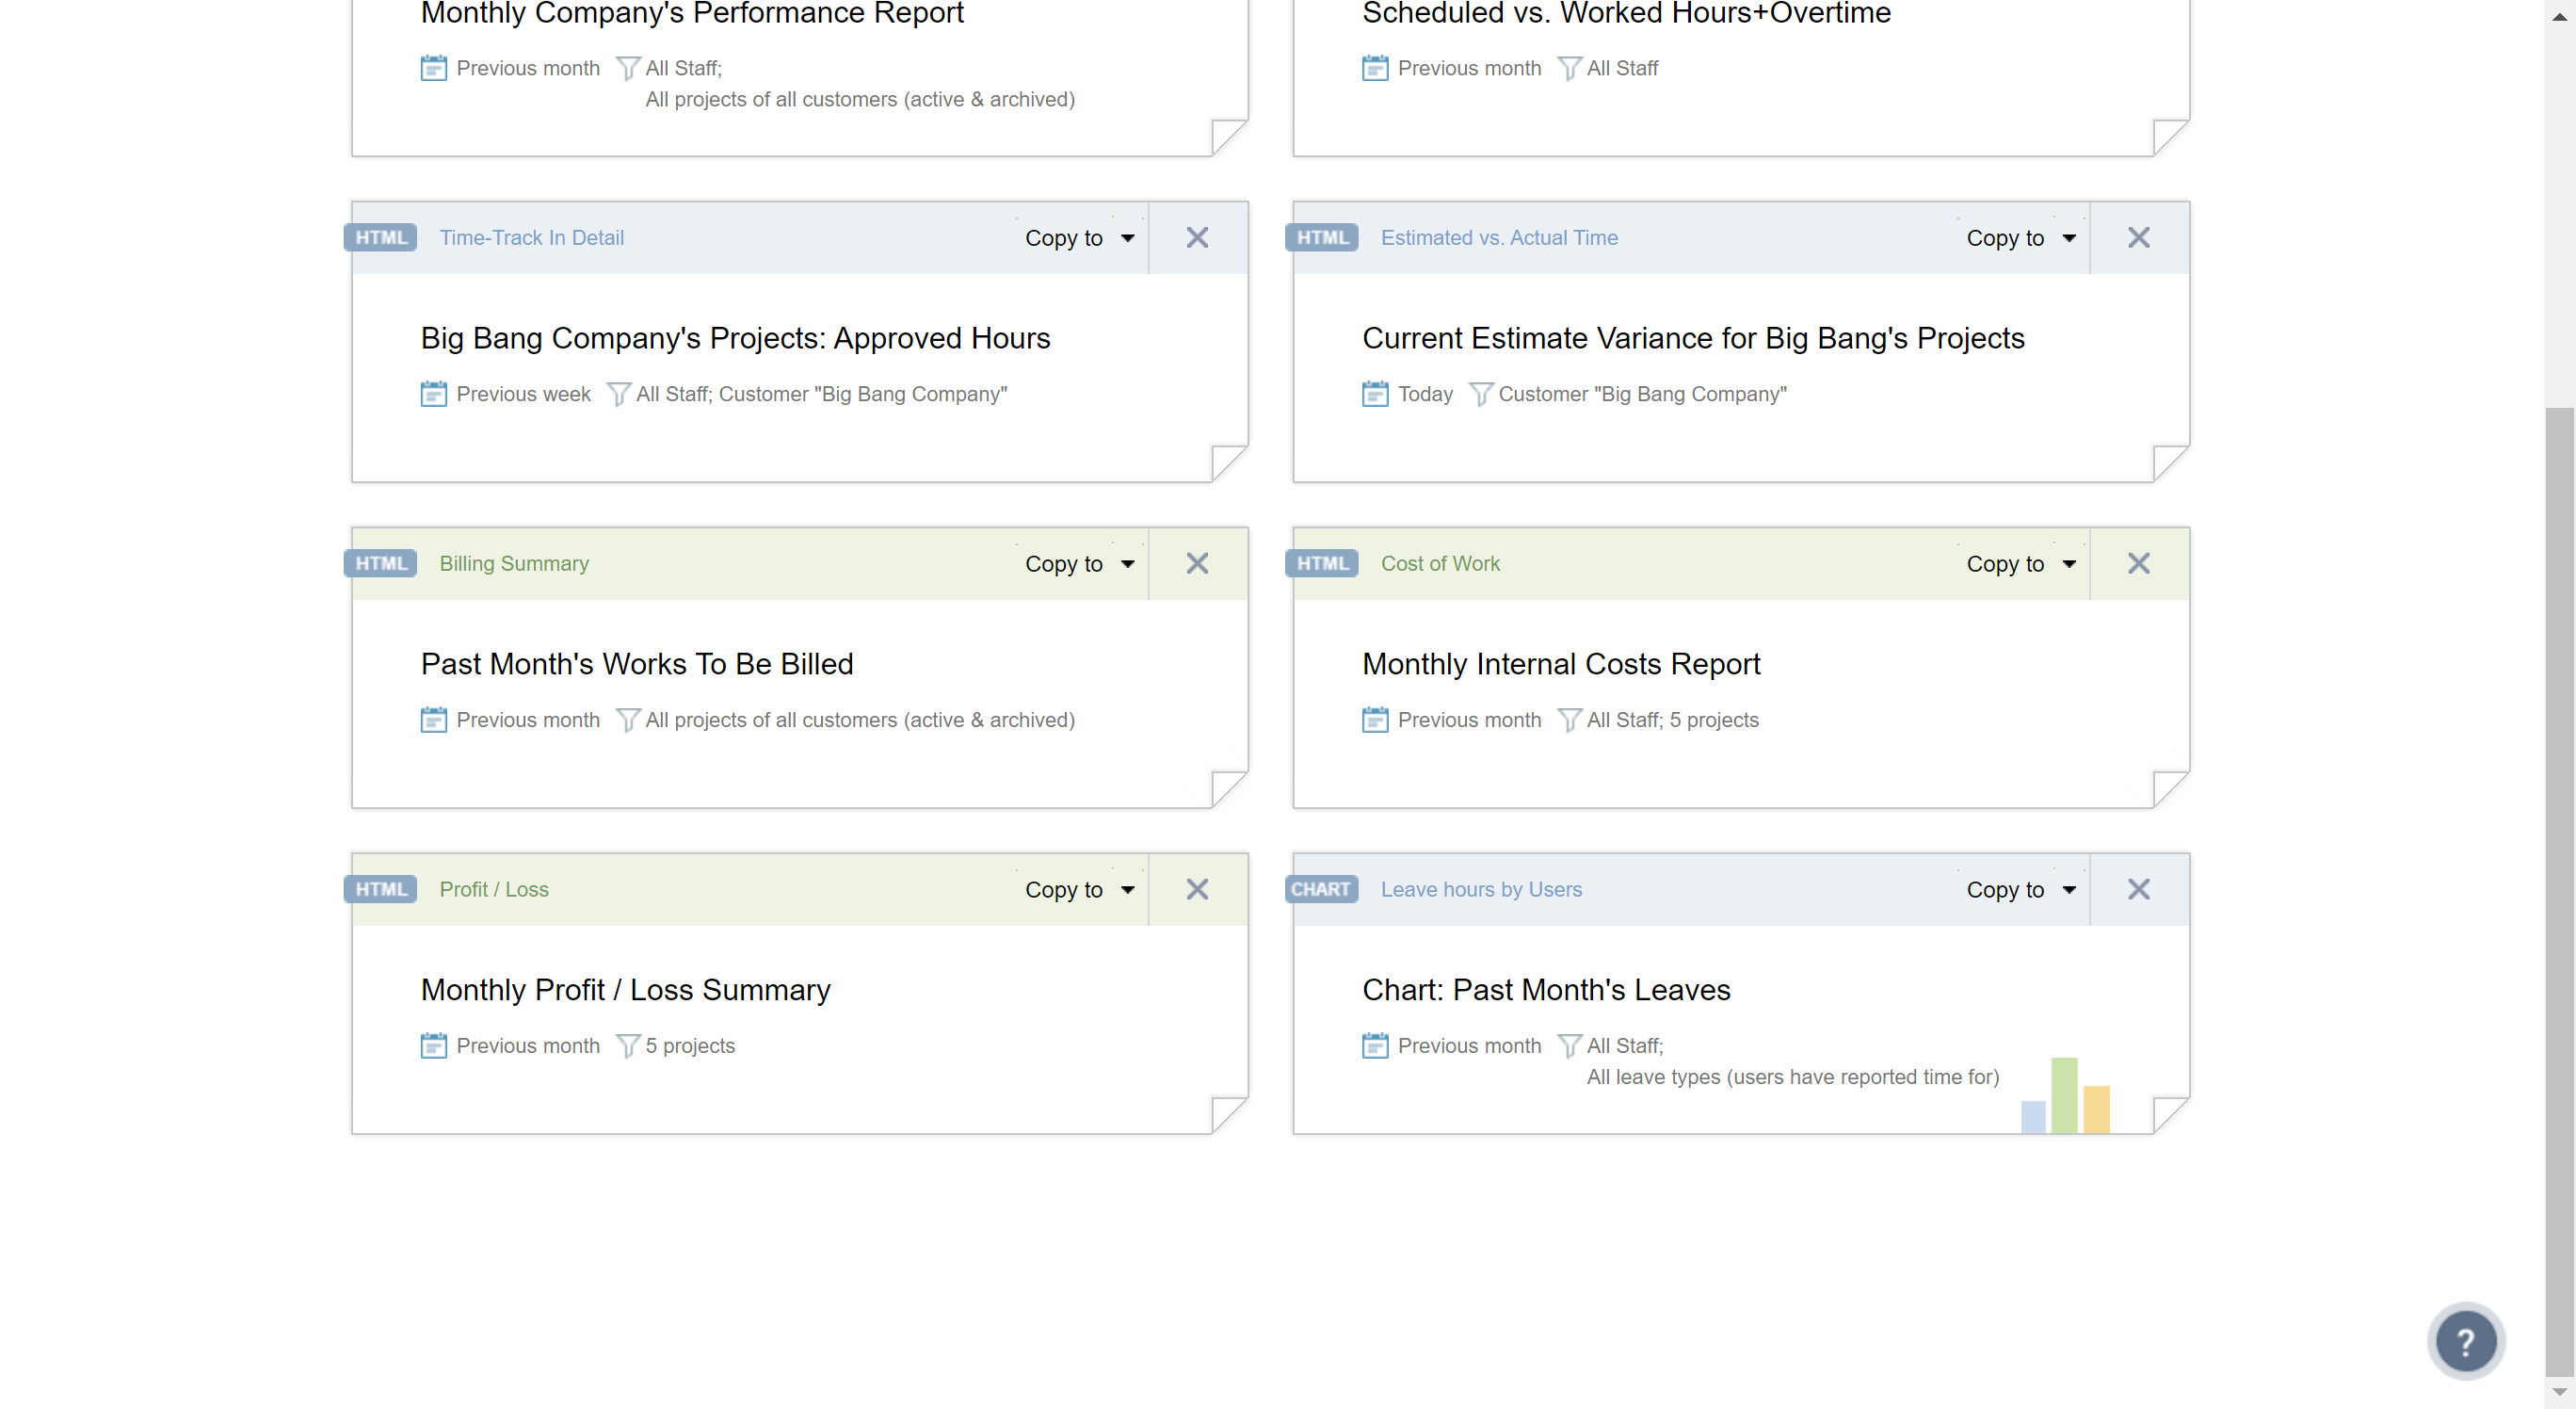 Monthly Company's Performance Report
Previous month All Staff;
All projects of all customers (active & archived)
Scheduled vs. Worked Hours+Overtime
Previous month All Staff
HTML Time-Track In Detail Copy to
Big Bang Company's Projects: Approved Hours
Previous week All Staff; Customer "Big Bang Company"
HTML Estimated vs. Actual Time Copy to
Current Estimate Variance for Big Bang's Projects
Today Customer "Big Bang Company"
HTML Billing Summary Copy to
Past Month's Works To Be Billed
Previous month All projects of all customers (active & archived)
HTML Cost of Work Copy to
Monthly Internal Costs Report
Previous month All Staff; 5 projects
HTML Profit / Loss Copy to
Monthly Profit / Loss Summary
Previous month 5 projects
CHART Leave hours by Users Copy to
Chart: Past Month's Leaves
Previous month All Staff;
All leave types (users have reported time for)
?